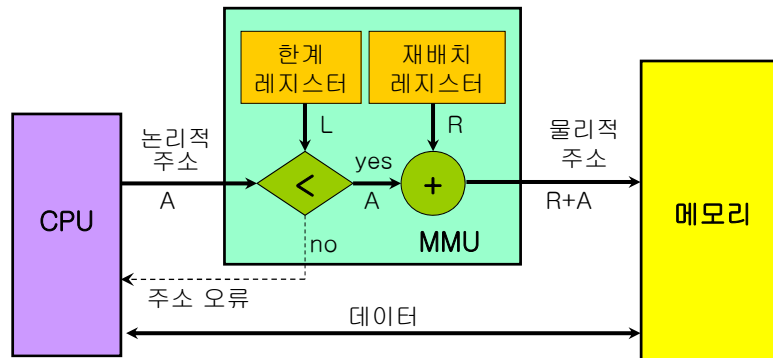 한계
레지스터
재배치
레지스터
L
R
논리적
주소
A
<
yes
A
+
물리적
주소
R+A
CPU
no
MMU
메모리
주소 오류
데이터